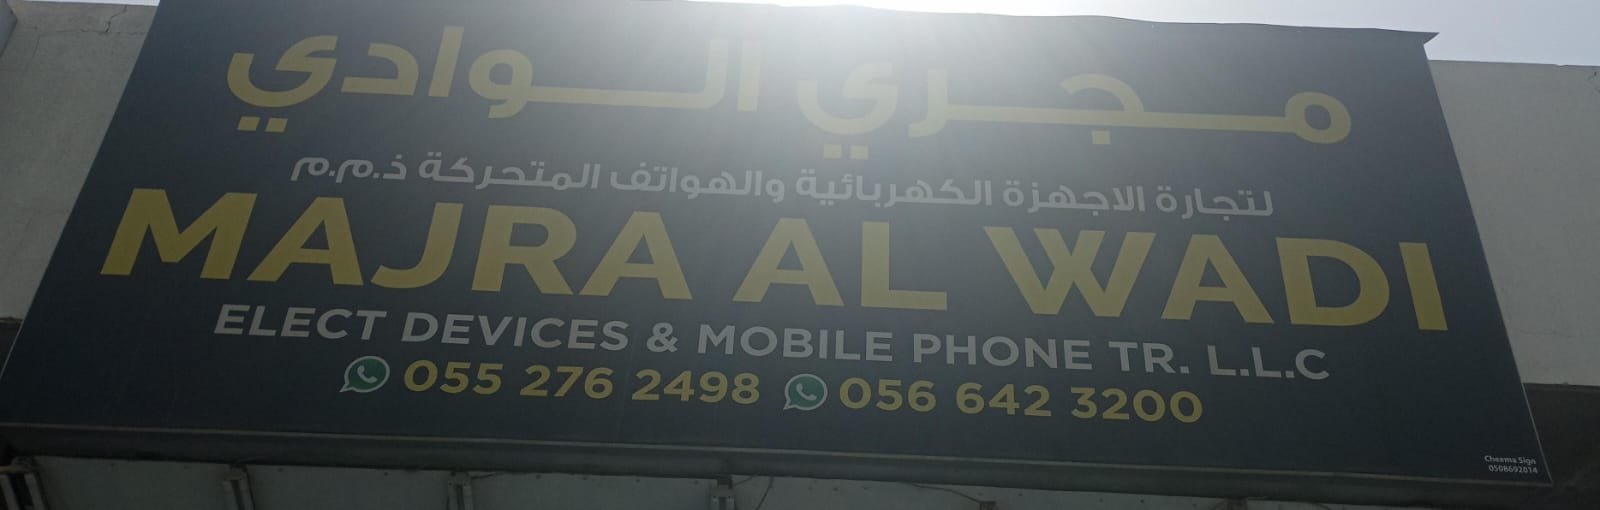 مجري الوادي
لتجارة الاجهزة الكهربائية والهواتف المتحركة ذ.م.م
MAJRA AL WADI
ELECT DEVICES & MOBILE PHONE TR. L.L.C
055 276 2498 056 642 3200
Cheema Sign
0508692014